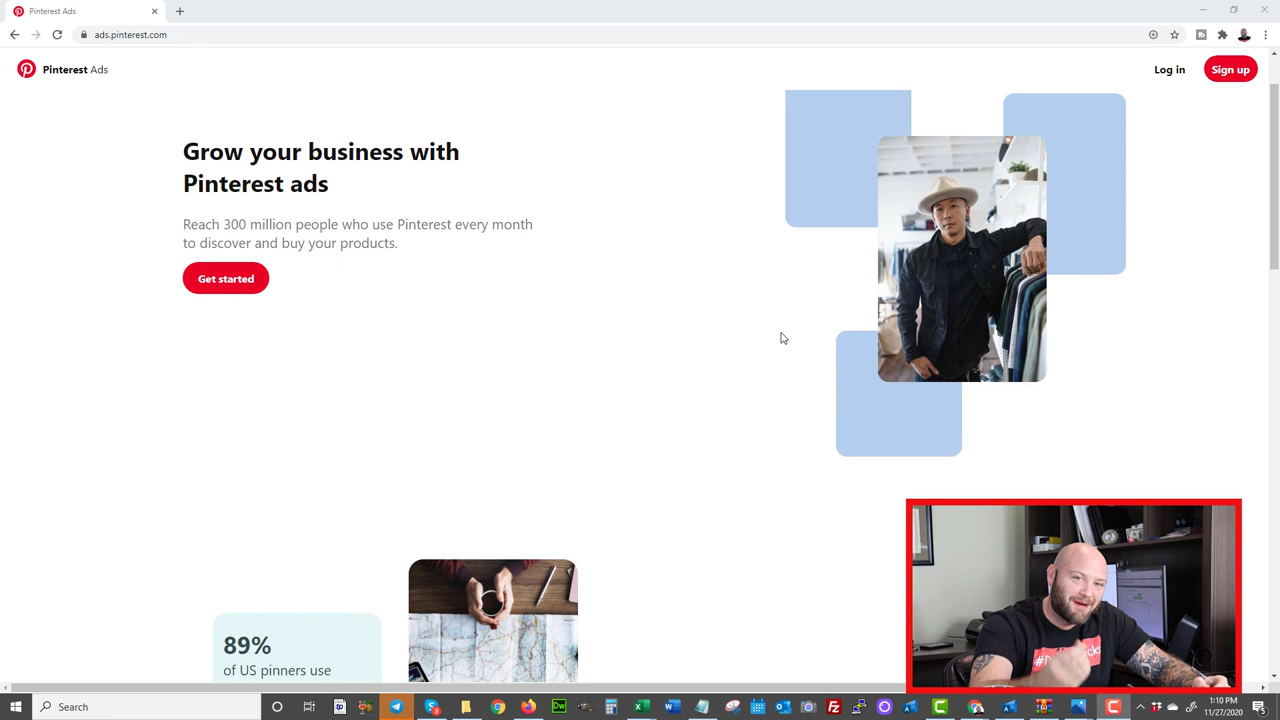 Pinterest Ads
ads.pinterest.com
Pinterest Ads
Log in
Sign up
Grow your business with
Pinterest ads
Reach 300 million people who use Pinterest every month
to discover and buy your products.
Get started
89%
of US pinners use
Search
1:10 PM
11/27/2020